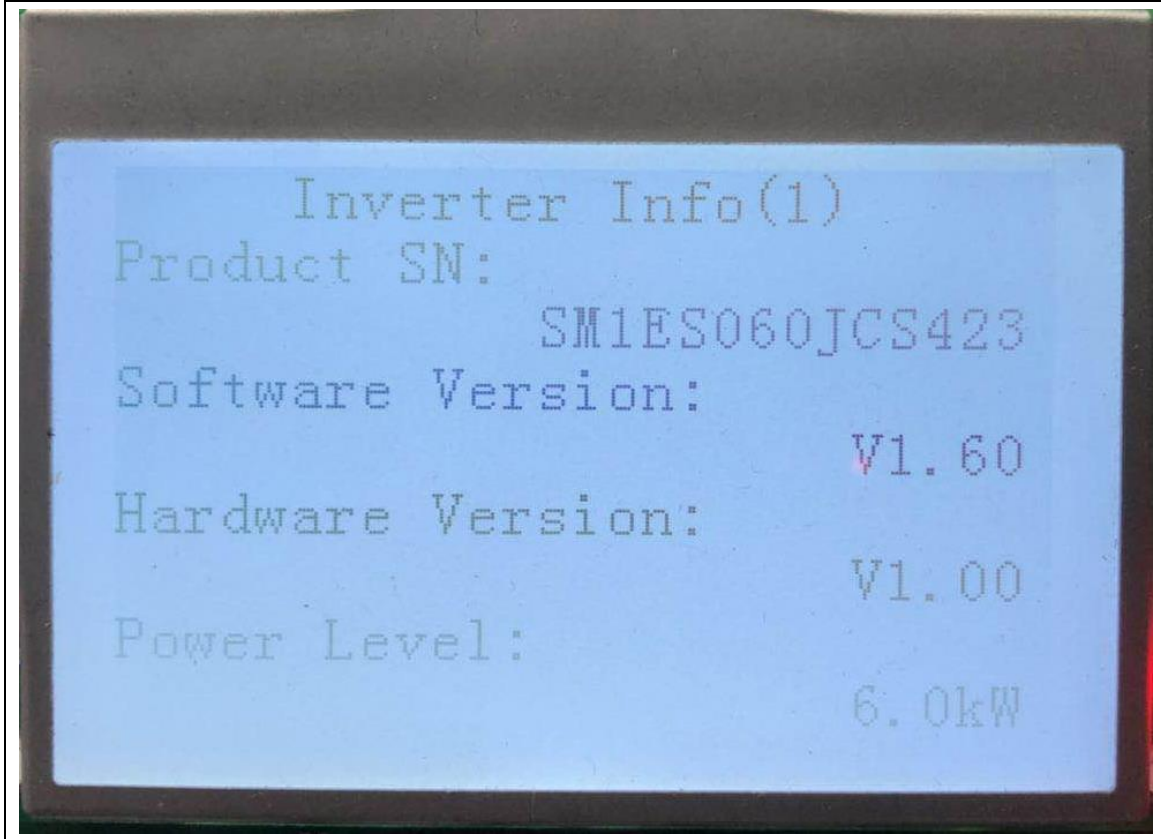 Inverter Info(1)
Product SN:
SM1ES060JCS423
Software Version:
V1.60
Hardware Version:
V1.00
Power Level:
6.0kW